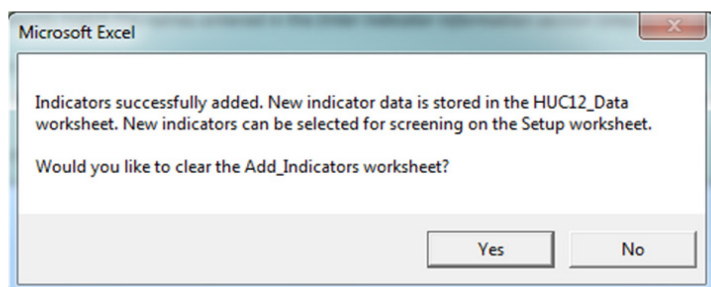 Microsoft Excel
Indicators successfully added. New indicator data is stored in the HUC12_Data
worksheet. New indicators can be selected for screening on the Setup worksheet.
Would you like to clear the Add_Indicators worksheet?
Yes
No